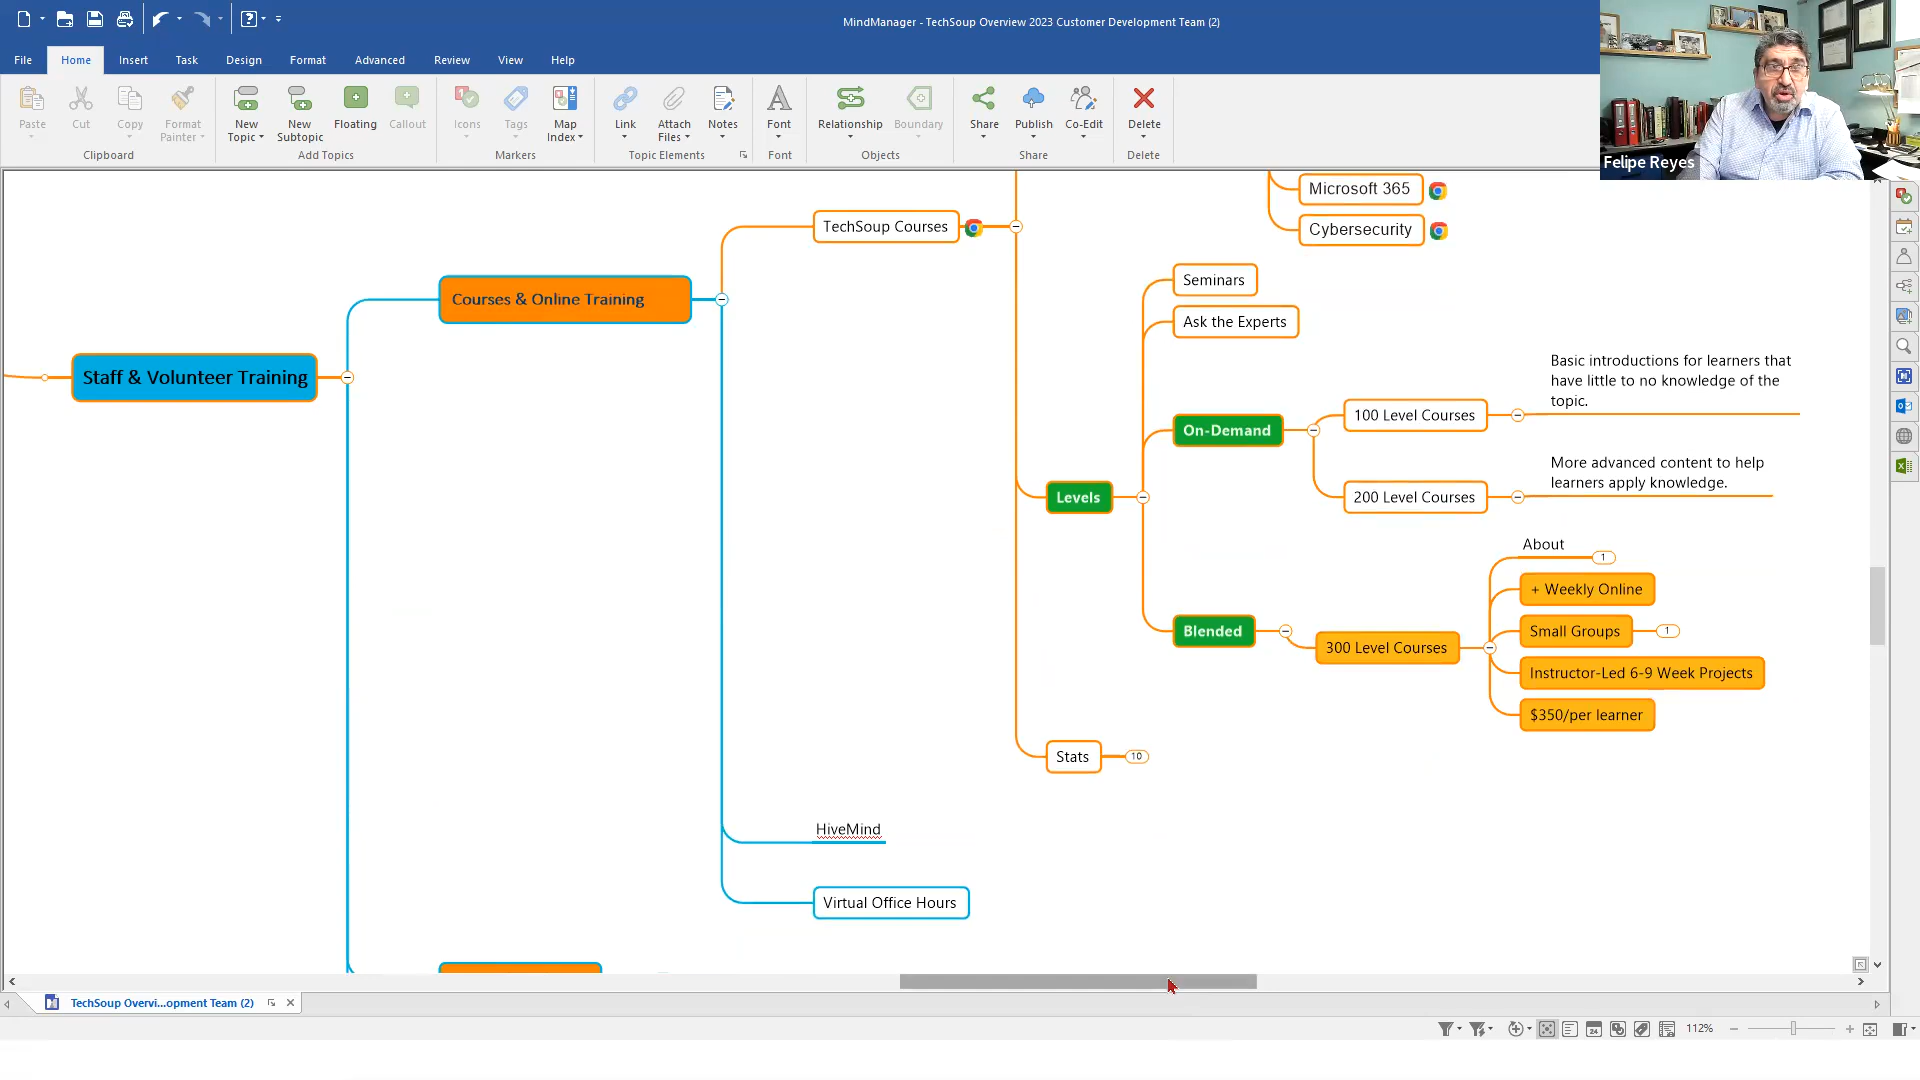 MindManager - TechSoup Overview 2023 Customer Development Team (2)
File Home Insert Task Design Format Advanced Review View Help
Paste Cut Copy Format Painter
New Topic New Subtopic Floating Callout
Icons Tags Map Index
Link Attach Files Notes
Font
Relationship Boundary
Share Publish Co-Edit
Delete
Clipboard Add Topics Markers Topic Elements Font Objects Share Delete
Felipe Reyes
Microsoft 365
Cybersecurity
TechSoup Courses
Courses & Online Training
Staff & Volunteer Training
Seminars
Ask the Experts
Basic introductions for learners that
have little to no knowledge of the
topic.
On-Demand
100 Level Courses
More advanced content to help
learners apply knowledge.
200 Level Courses
Levels
About
1
+ Weekly Online
Blended
Small Groups
1
300 Level Courses
Instructor-Led 6-9 Week Projects
$350/per learner
Stats
10
HiveMind
Virtual Office Hours
TechSoup Overvi...opment Team (2)
24
112%